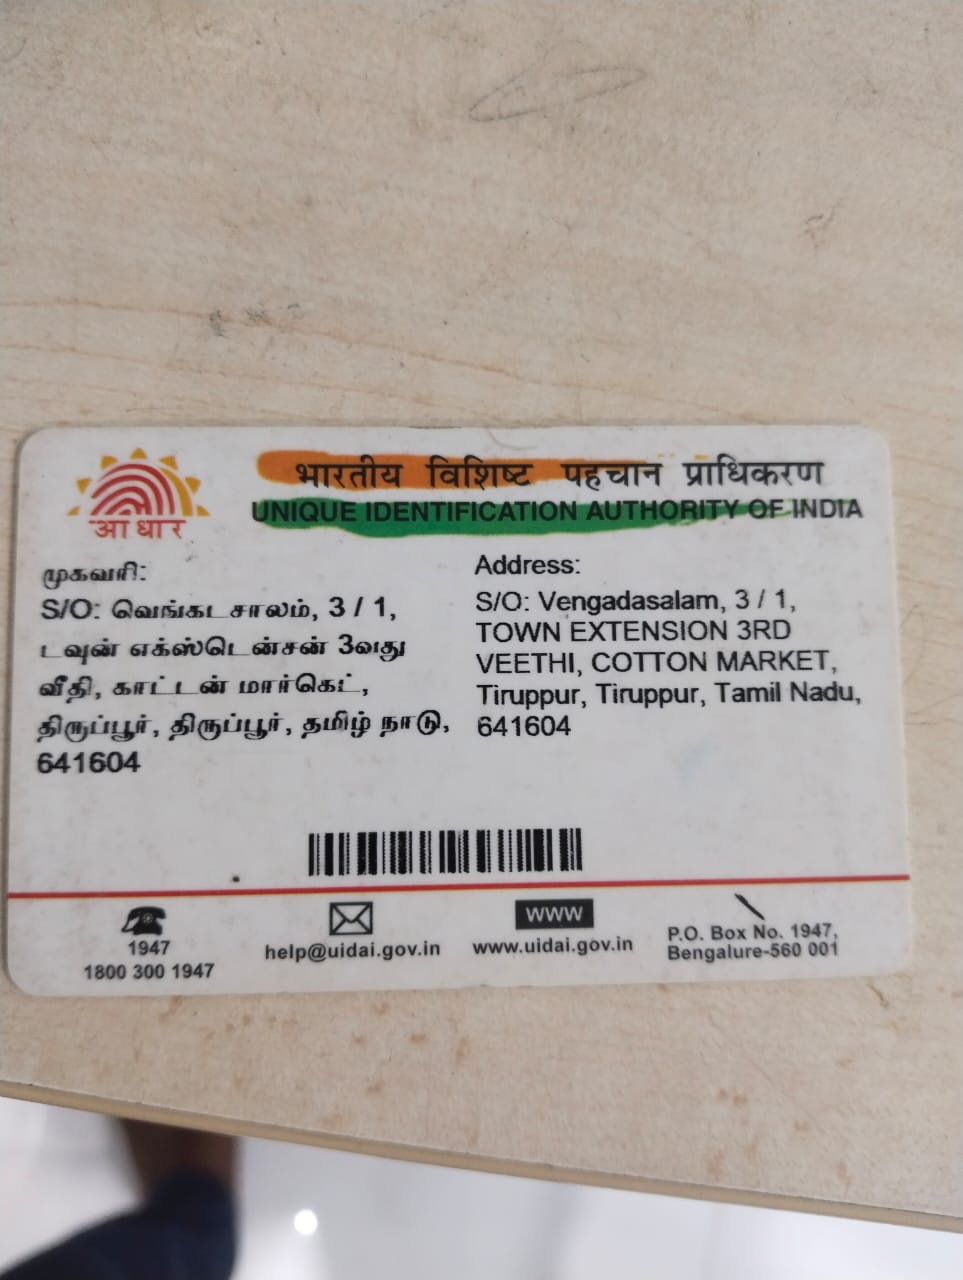 भारतीय विशिष्ट पहचान प्राधिकरण
UNIQUE IDENTIFICATION AUTHORITY OF INDIA
आधार
முகவரி:
S/O: வெங்கடசாலம், 3 / 1,
டவுன் எக்ஸ்டென்சன் 3வது
வீதி, காட்டன் மார்கெட்,
திருப்பூர், திருப்பூர், தமிழ் நாடு,
641604
Address:
S/O: Vengadasalam, 3 / 1,
TOWN EXTENSION 3RD
VEETHI, COTTON MARKET,
Tiruppur, Tiruppur, Tamil Nadu,
641604
1947
1800 300 1947
help@uidai.gov.in
www
www.uidai.gov.in
P.O. Box No. 1947,
Bengalure-560 001